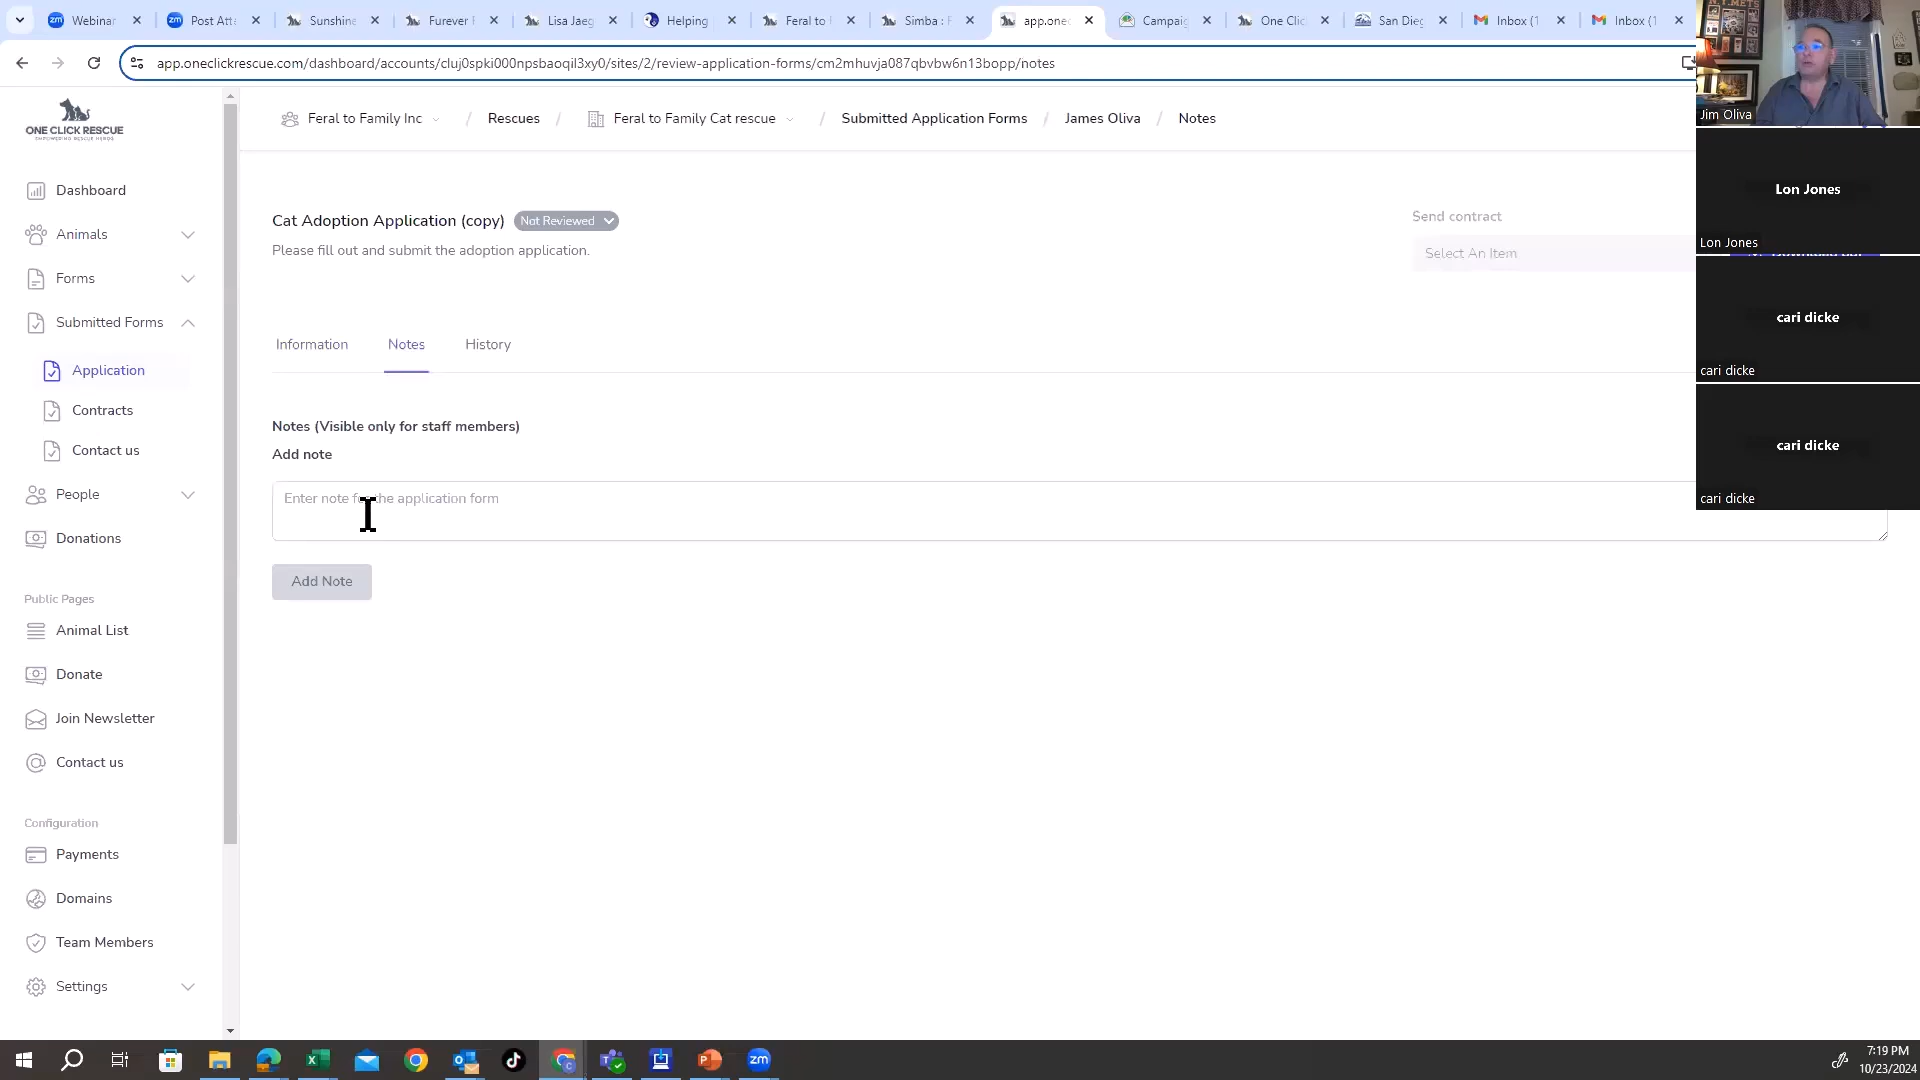 Webinar
Post Att
Sunshine
Furever
Lisa Jaeg
Helping
Feral to
Simba : F
app.onec
Campaig
One Clic
San Dieg
Inbox (1
Inbox (1
app.oneclickrescue.com/dashboard/accounts/cluj0spki000npsbaoqil3xy0/sites/2/review-application-forms/cm2mhuvja087qbvbw6n13bopp/notes
ONE CLICK RESCUE
EMPOWERING RESCUE HEROES
Feral to Family Inc / Rescues / Feral to Family Cat rescue / Submitted Application Forms / James Oliva / Notes
Jim Oliva
Lon Jones
Lon Jones
cari dicke
cari dicke
cari dicke
cari dicke
Dashboard
Animals
Forms
Submitted Forms
Application
Contracts
Contact us
People
Donations
Public Pages
Animal List
Donate
Join Newsletter
Contact us
Configuration
Payments
Domains
Team Members
Settings
Cat Adoption Application (copy) Not Reviewed
Please fill out and submit the adoption application.
Send contract
Select An Item
Information Notes History
Notes (Visible only for staff members)
Add note
Enter note for the application form
Add Note
7:19 PM
10/23/2024